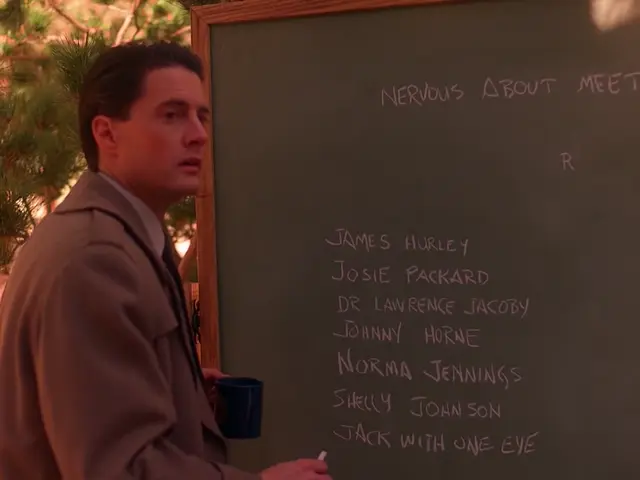 NERVOUS ABOUT MEET
R
JAMES HURLEY
JOSIE PACKARD
DR LAWRENCE JACOBY
JOHNNY HORNE
NORMA JENNINGS
SHELLY JOHNSON
JACK WITH ONE EYE